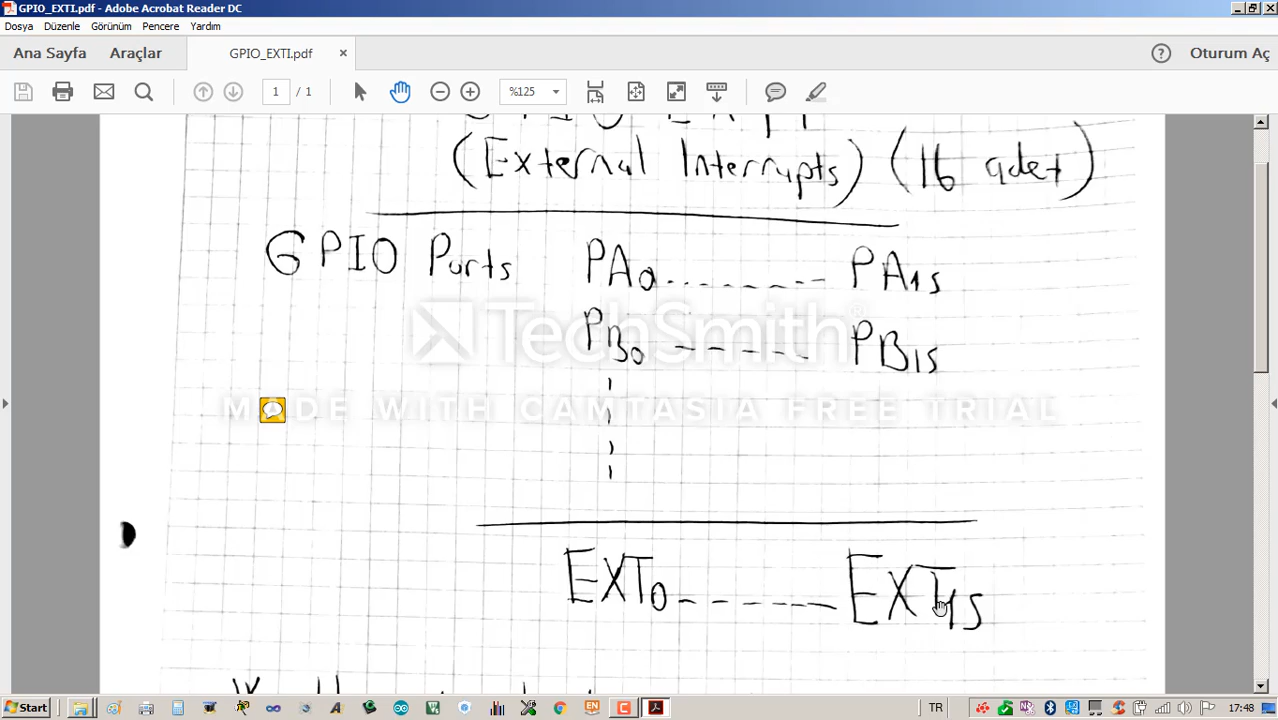 GPIO_EXTI.pdf - Adobe Acrobat Reader DC
Dosya Düzenle Görünüm Pencere Yardım
Ana Sayfa Araçlar GPIO_EXTI.pdf × Oturum Aç
1 / 1 %125
(External Interrupts) (16 adet)
GPIO Ports PA0 -------- PA15
TechSmith
PB0 ------ PB15
MADE WITH CAMTASIA FREE TRIAL
EXT0 ------- EXT15
Start EN TR 17:48